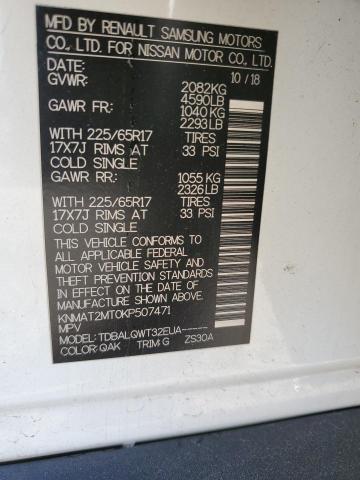 MFD BY RENAULT SAMSUNG MOTORS
CO., LTD. FOR NISSAN MOTOR CO., LTD.
DATE: 10/18
GVWR: 2082KG
4590LB
GAWR FR: 1040 KG
2293LB
WITH 225/65R17 TIRES
17X7J RIMS AT 33 PSI
COLD SINGLE
GAWR RR: 1055 KG
2326LB
WITH 225/65R17 TIRES
17X7J RIMS AT 33 PSI
COLD SINGLE
THIS VEHICLE CONFORMS TO
ALL APPLICABLE FEDERAL
MOTOR VEHICLE SAFETY AND
THEFT PREVENTION STANDARDS
IN EFFECT ON THE DATE OF
MANUFACTURE SHOWN ABOVE.
KNMAT2MT0KP507471
MPV
MODEL: TDBALQWT32EUA-----
COLOR: QAK TRIM:G ZS30A